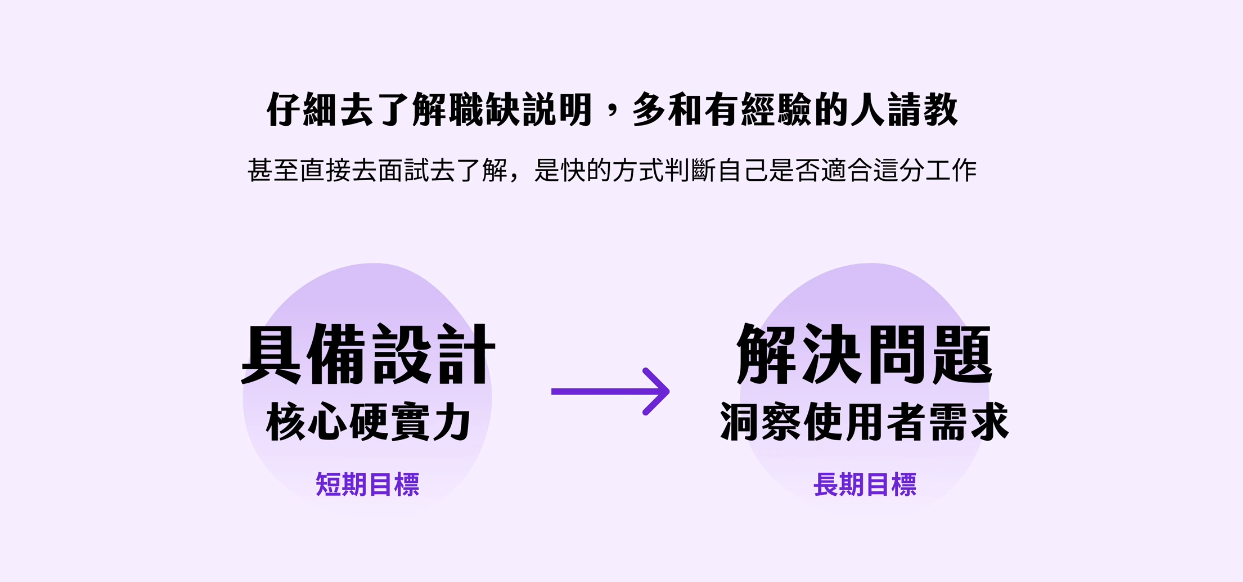 仔細去了解職缺説明，多和有經驗的人請教
甚至直接去面試去了解，是快的方式判斷自己是否適合這分工作
具備設計
核心硬實力
短期目標
解決問題
洞察使用者需求
長期目標